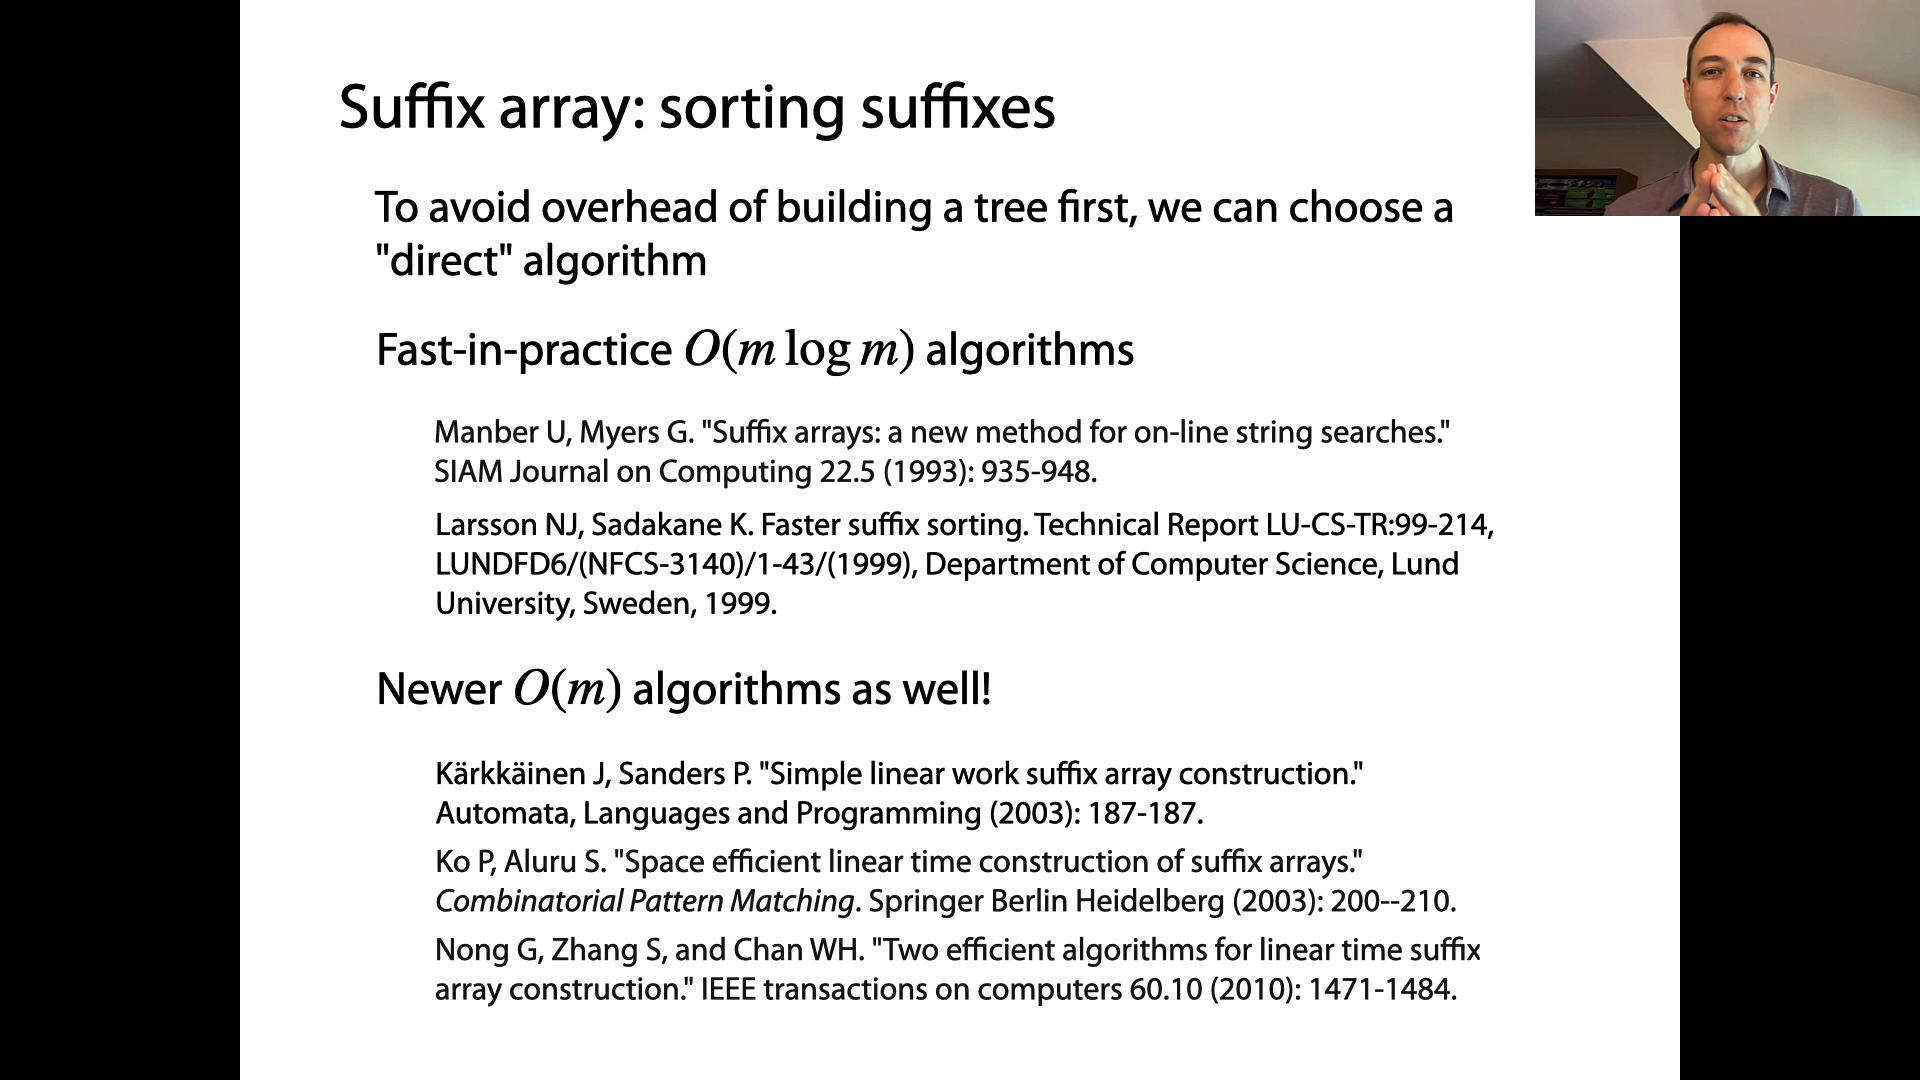 Suffix array: sorting suffixes
To avoid overhead of building a tree first, we can choose a
"direct" algorithm
Fast-in-practice O(m log m) algorithms
Manber U, Myers G. "Suffix arrays: a new method for on-line string searches."
SIAM Journal on Computing 22.5 (1993): 935-948.
Larsson NJ, Sadakane K. Faster suffix sorting. Technical Report LU-CS-TR:99-214,
LUNDFD6/(NFCS-3140)/1-43/(1999), Department of Computer Science, Lund
University, Sweden, 1999.
Newer O(m) algorithms as well!
Kärkkäinen J, Sanders P. "Simple linear work suffix array construction."
Automata, Languages and Programming (2003): 187-187.
Ko P, Aluru S. "Space efficient linear time construction of suffix arrays."
Combinatorial Pattern Matching. Springer Berlin Heidelberg (2003): 200--210.
Nong G, Zhang S, and Chan WH. "Two efficient algorithms for linear time suffix
array construction." IEEE transactions on computers 60.10 (2010): 1471-1484.